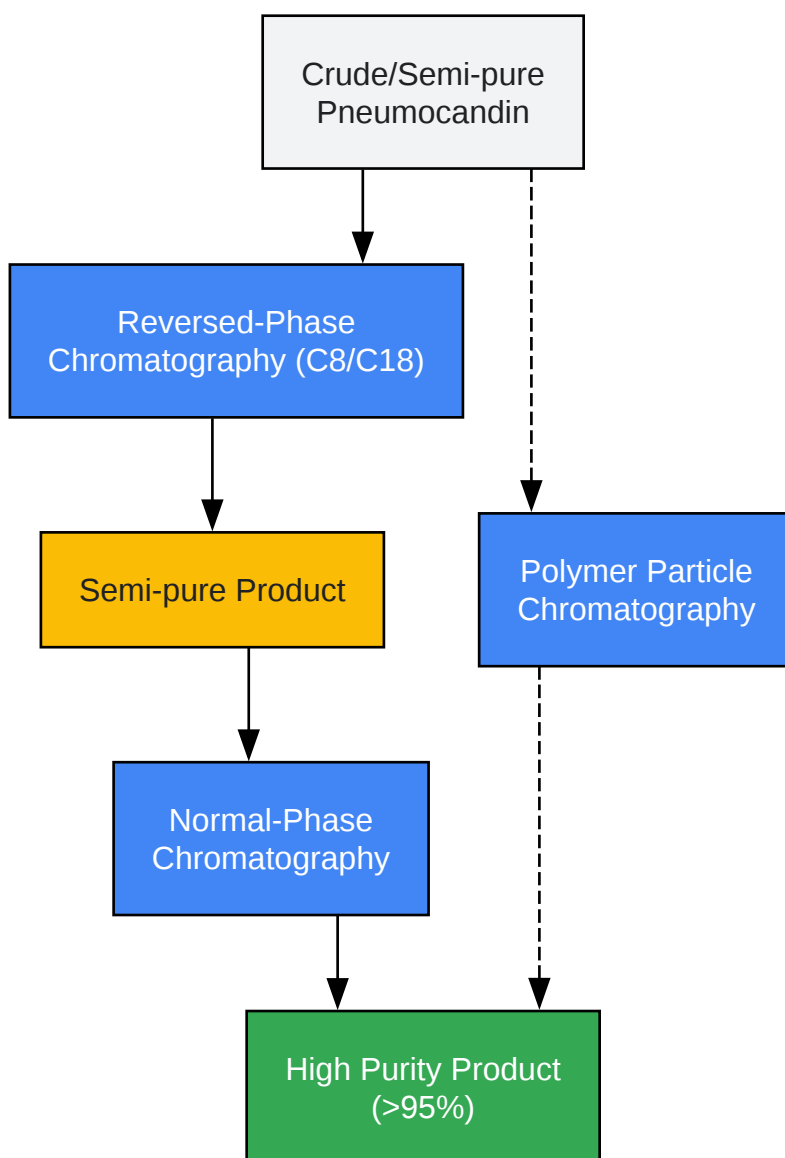 Crude/Semi-pure
Pneumocandin
Reversed-Phase
Chromatography (C8/C18)
Semi-pure Product
Polymer Particle
Chromatography
Normal-Phase
Chromatography
High Purity Product
(>95%)